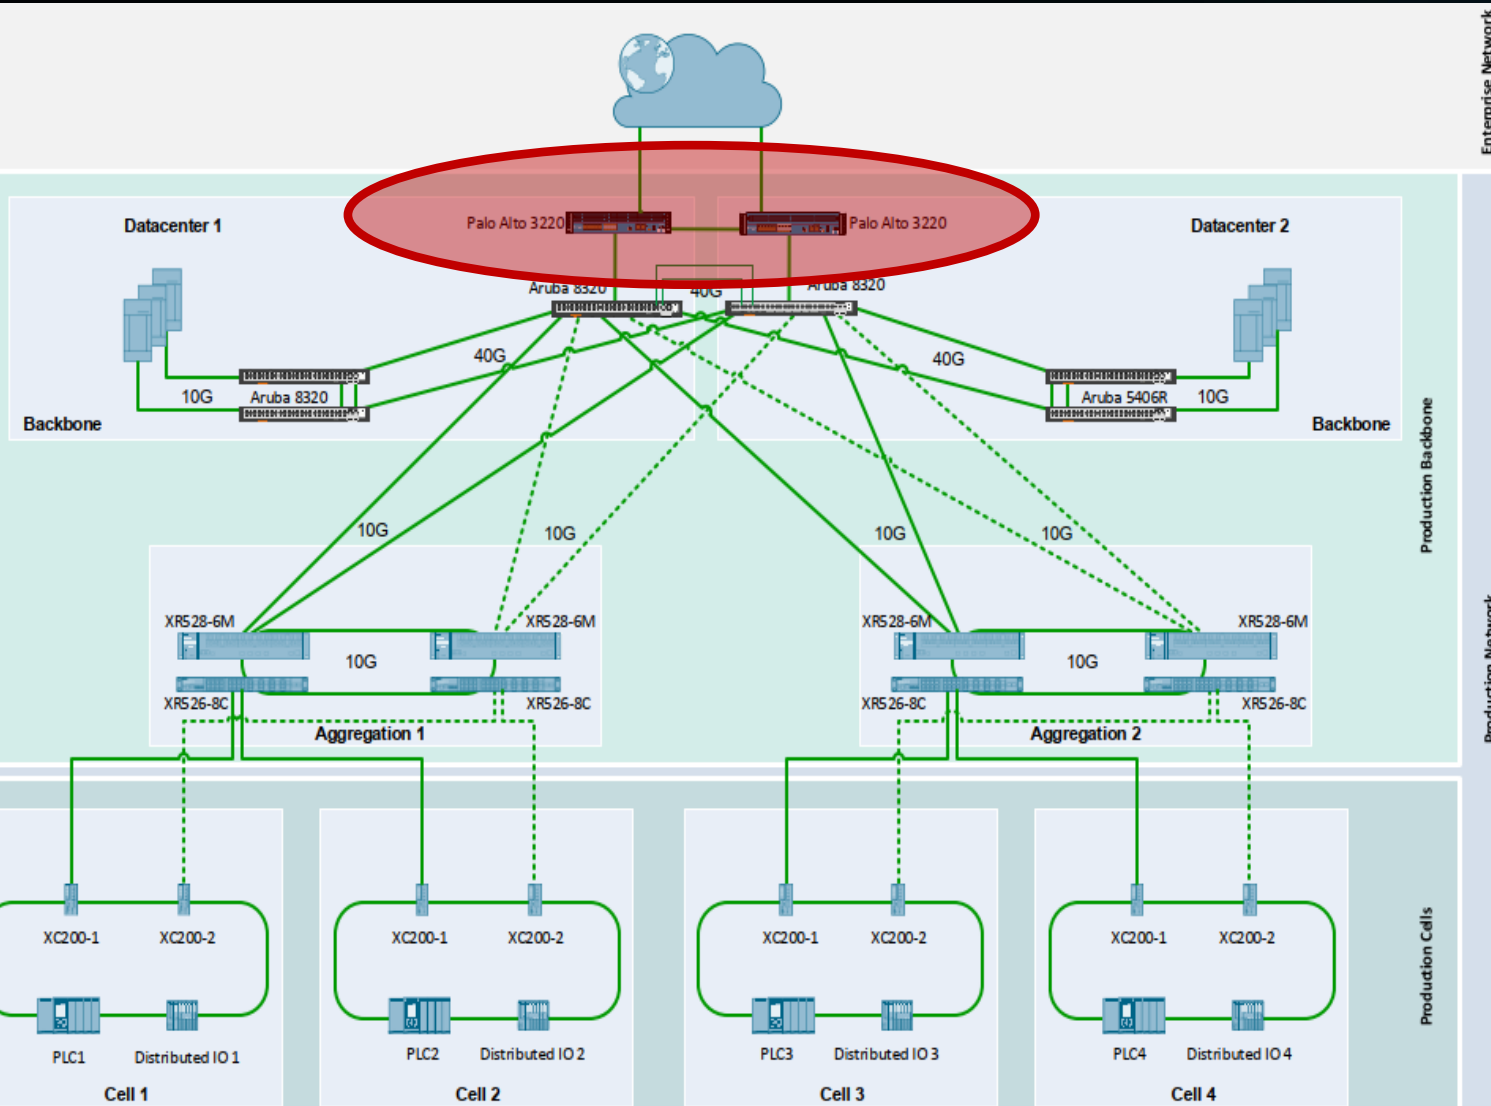 Enterprise Network
Datacenter 1
Palo Alto 3220
Palo Alto 3220
Datacenter 2
Aruba 8320
40G
Aruba 8320
40G
40G
10G
Aruba 8320
Aruba 5406R
10G
Backbone
Backbone
Production Backbone
10G
10G
10G
10G
XR528-6M
XR528-6M
XR528-6M
XR528-6M
10G
10G
XR526-8C
XR526-8C
XR526-8C
XR526-8C
Aggregation 1
Aggregation 2
Production Network
XC200-1
XC200-2
XC200-1
XC200-2
XC200-1
XC200-2
XC200-1
XC200-2
Production Cells
PLC1
Distributed IO 1
PLC2
Distributed IO 2
PLC3
Distributed IO 3
PLC4
Distributed IO 4
Cell 1
Cell 2
Cell 3
Cell 4